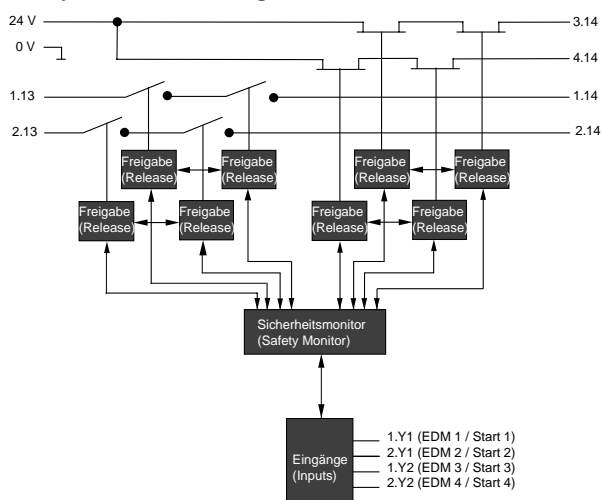 24 V
3.14
0 V
4.14
1.13
1.14
2.13
2.14
Freigabe
(Release)
Freigabe
(Release)
Freigabe
(Release)
Freigabe
(Release)
Freigabe
(Release)
Freigabe
(Release)
Freigabe
(Release)
Freigabe
(Release)
Sicherheitsmonitor
(Safety Monitor)
Eingänge
(Inputs)
1.Y1 (EDM 1 / Start 1)
2.Y1 (EDM 2 / Start 2)
1.Y2 (EDM 3 / Start 3)
2.Y2 (EDM 4 / Start 4)